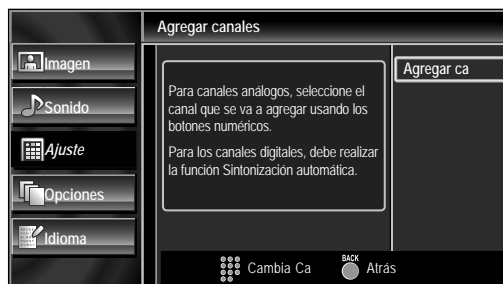 Agregar canales
Imagen
Sonido
Ajuste
Opciones
Idioma
Para canales análogos, seleccione el
canal que se va a agregar usando los
botones numéricos.
Para los canales digitales, debe realizar
la función Sintonización automática.
Agregar ca
Cambia Ca
BACK
Atrás